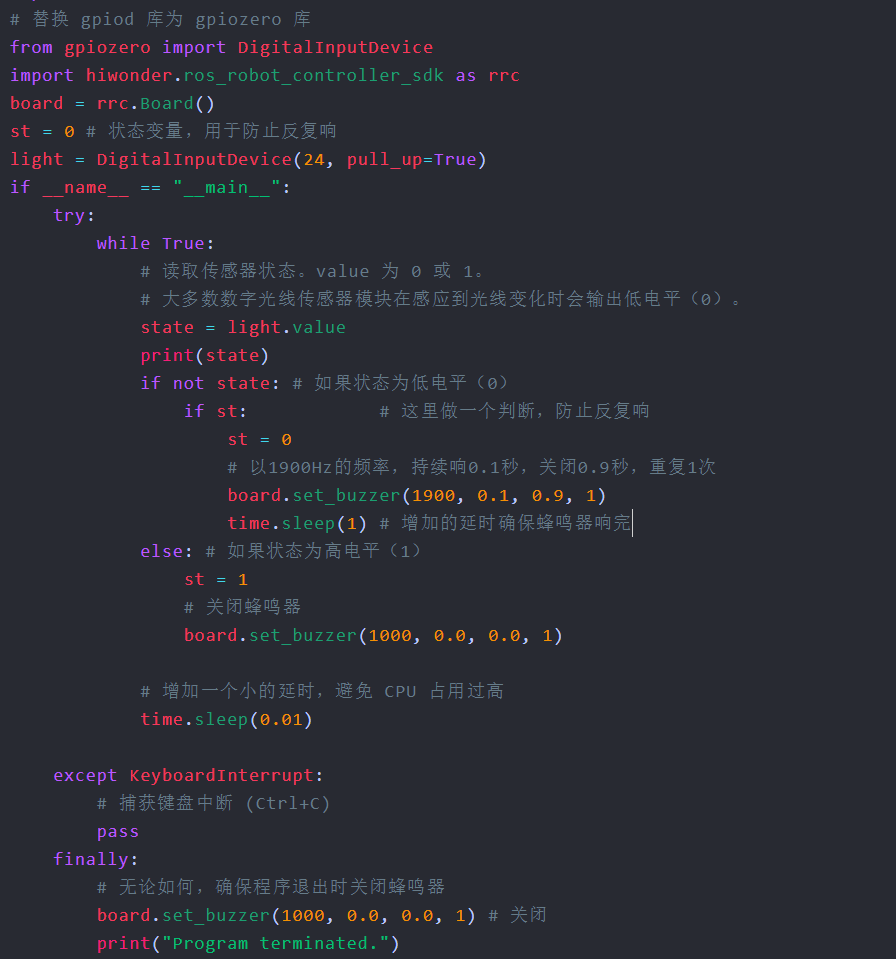 # 替换 gpiod 库为 gpiozero 库
from gpiozero import DigitalInputDevice
import hiwonder.ros_robot_controller_sdk as rrc
board = rrc.Board()
st = 0 # 状态变量，用于防止反复响
light = DigitalInputDevice(24, pull_up=True)
if __name__ == "__main__":
    try:
        while True:
            # 读取传感器状态。value 为 0 或 1。
            # 大多数数字光线传感器模块在感应到光线变化时会输出低电平（0）。
            state = light.value
            print(state)
            if not state: # 如果状态为低电平（0）
                if st:            # 这里做一个判断，防止反复响
                    st = 0
                    # 以1900Hz的频率，持续响0.1秒，关闭0.9秒，重复1次
                    board.set_buzzer(1900, 0.1, 0.9, 1)
                    time.sleep(1) # 增加的延时确保蜂鸣器响完
            else: # 如果状态为高电平（1）
                st = 1
                # 关闭蜂鸣器
                board.set_buzzer(1000, 0.0, 0.0, 1)
            # 增加一个小的延时，避免 CPU 占用过高
            time.sleep(0.01)
    except KeyboardInterrupt:
        # 捕获键盘中断 (Ctrl+C)
        pass
    finally:
        # 无论如何，确保程序退出时关闭蜂鸣器
        board.set_buzzer(1000, 0.0, 0.0, 1) # 关闭
        print("Program terminated.")